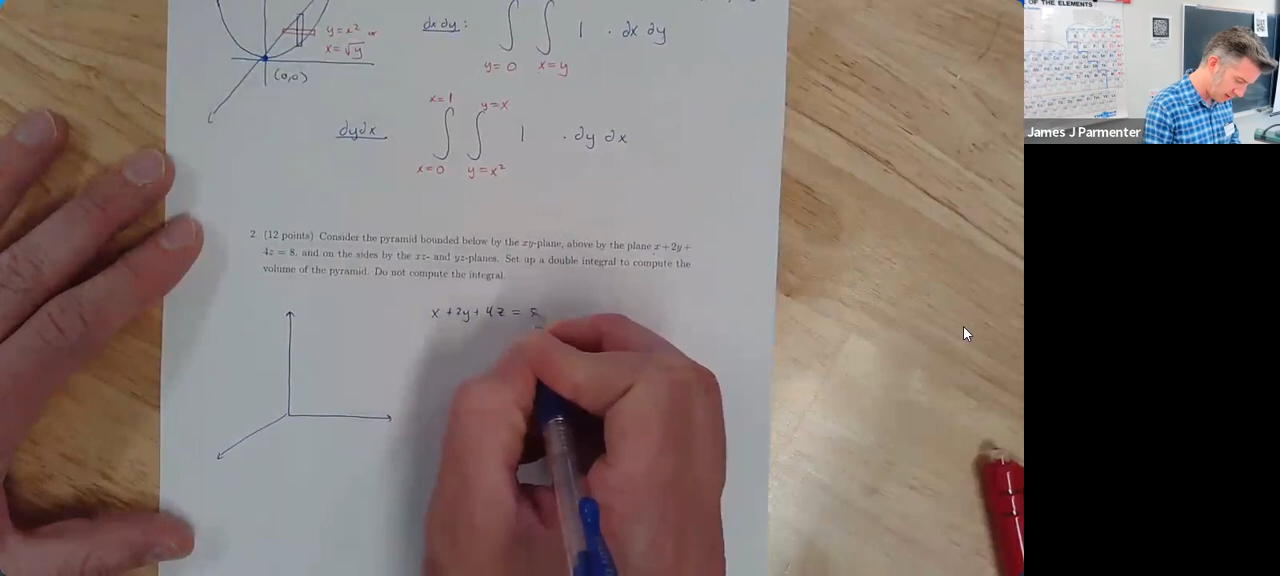 OF THE ELEMENTS
y = x² or
x = √y
(0,0)
dx dy : ∫ ∫ 1 · ∂x ∂y
y = 0 x = y
x = 1 y = x
dy dx ∫ ∫ 1 · ∂y ∂x
x = 0 y = x²
James J Parmenter
2. (12 points) Consider the pyramid bounded below by the xy-plane, above by the plane x + 2y +
4z = 8, and on the sides by the xz- and yz-planes. Set up a double integral to compute the
volume of the pyramid. Do not compute the integral.
x + 2y + 4z =